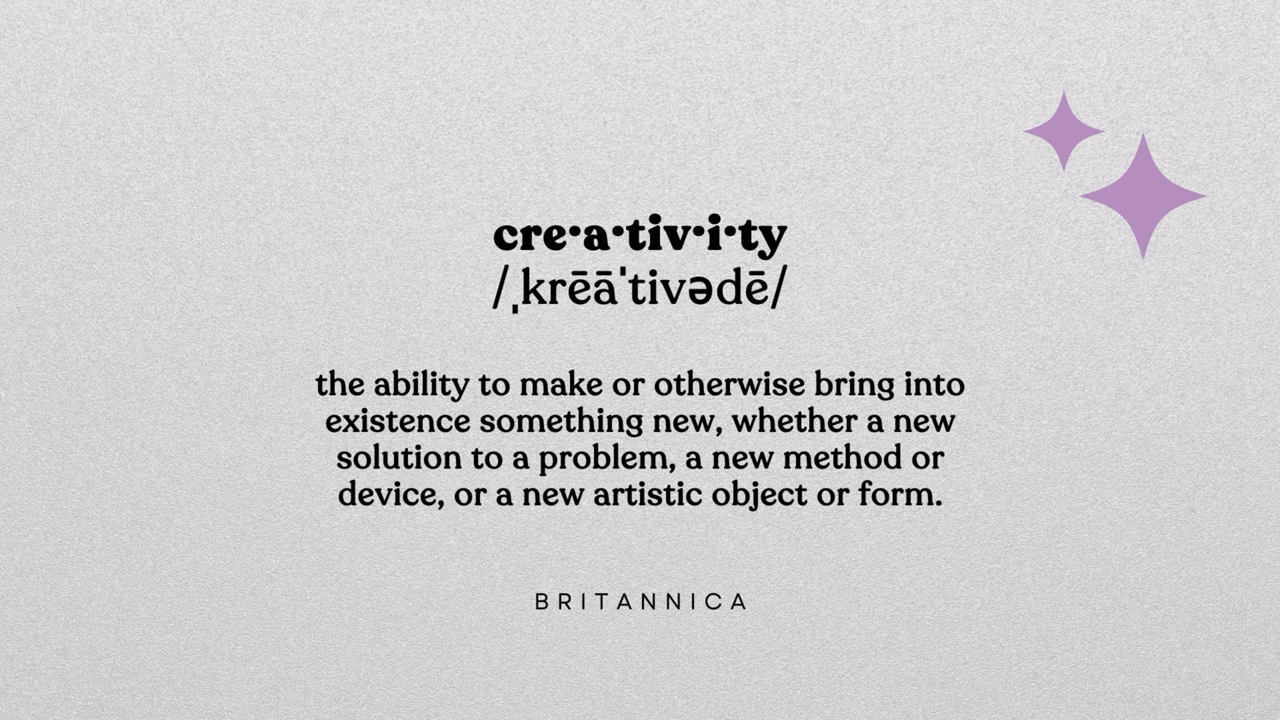 cre·a·tiv·i·ty
/ˌkrēāˈtivədē/
the ability to make or otherwise bring into
existence something new, whether a new
solution to a problem, a new method or
device, or a new artistic object or form.
BRITANNICA